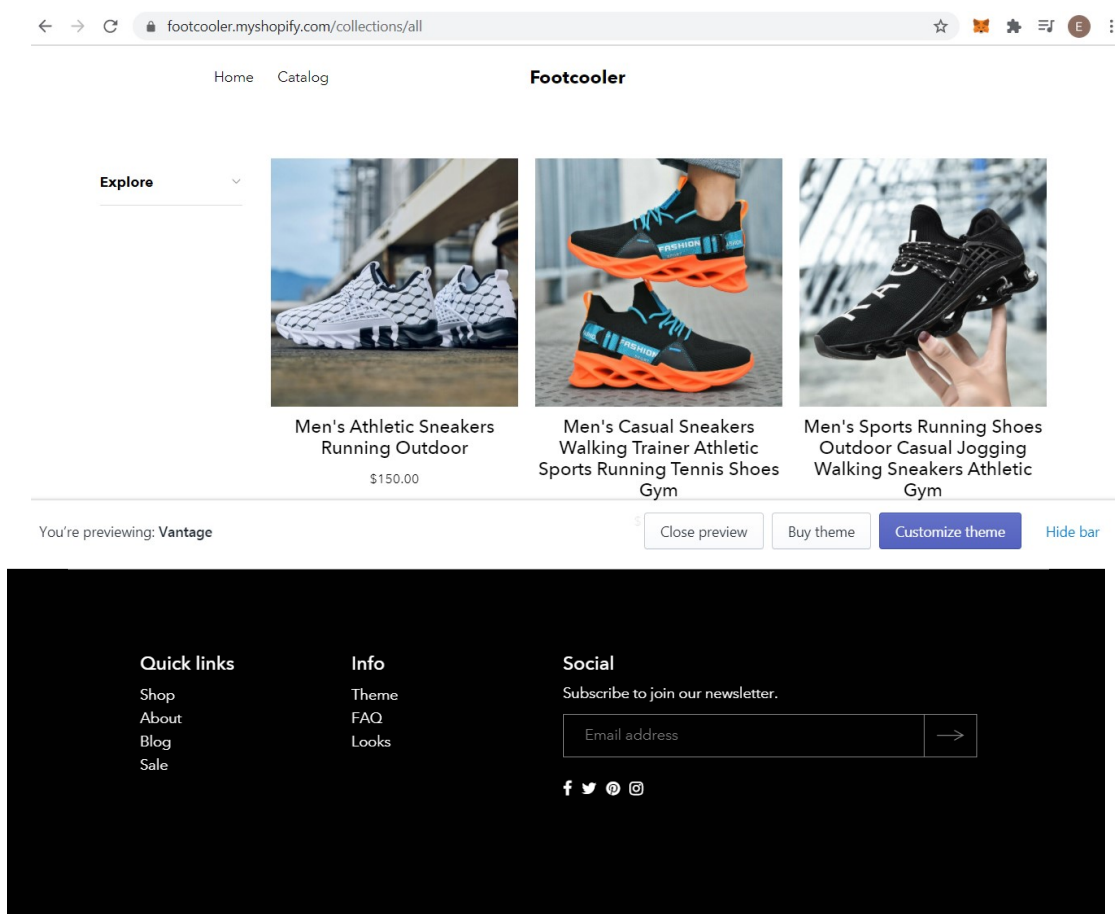 footcooler.myshopify.com/collections/all
E
Home Catalog Footcooler
Explore
FASHION
FASHION
Men's Athletic Sneakers
Running Outdoor
$150.00
Men's Casual Sneakers
Walking Trainer Athletic
Sports Running Tennis Shoes
Gym
Men's Sports Running Shoes
Outdoor Casual Jogging
Walking Sneakers Athletic
Gym
You're previewing: Vantage
Close preview
Buy theme
Customize theme
Hide bar
Quick links
Shop
About
Blog
Sale
Info
Theme
FAQ
Looks
Social
Subscribe to join our newsletter.
Email address